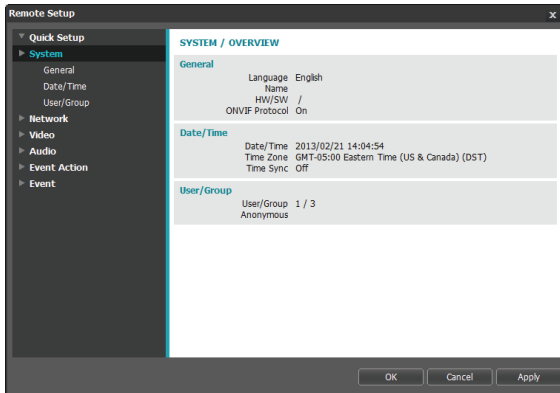 Remote Setup x
Quick Setup
System
General
Date/Time
User/Group
Network
Video
Audio
Event Action
Event
SYSTEM / OVERVIEW
General
Language English
Name
HW/SW /
ONVIF Protocol On
Date/Time
Date/Time 2013/02/21 14:04:54
Time Zone GMT-05:00 Eastern Time (US & Canada) (DST)
Time Sync Off
User/Group
User/Group 1 / 3
Anonymous
OK Cancel Apply